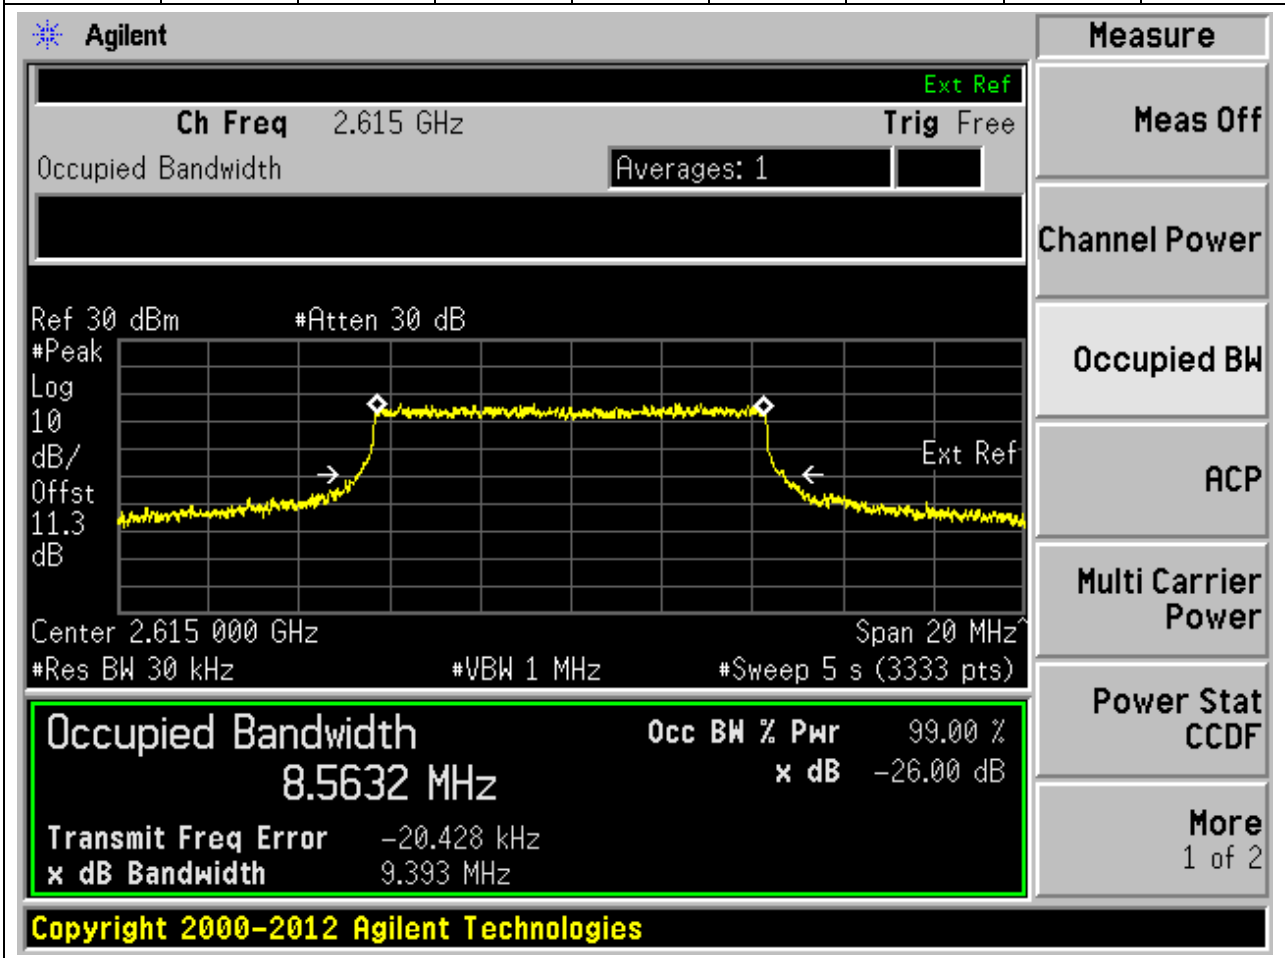 Agilent
Measure
Ext Ref
Ch Freq 2.615 GHz Trig Free
Meas Off
Occupied Bandwidth Averages: 1
Channel Power
Ref 30 dBm #Atten 30 dB
#Peak
Log
10
dB/
Offst
11.3
dB
Ext Ref
Occupied BW
ACP
Center 2.615 000 GHz Span 20 MHz^
#Res BW 30 kHz #VBW 1 MHz #Sweep 5 s (3333 pts)
Multi Carrier
Power
Occupied Bandwidth Occ BW % Pwr 99.00 %
8.5632 MHz x dB -26.00 dB
Transmit Freq Error -20.428 kHz
x dB Bandwidth 9.393 MHz
Power Stat
CCDF
More
1 of 2
Copyright 2000-2012 Agilent Technologies